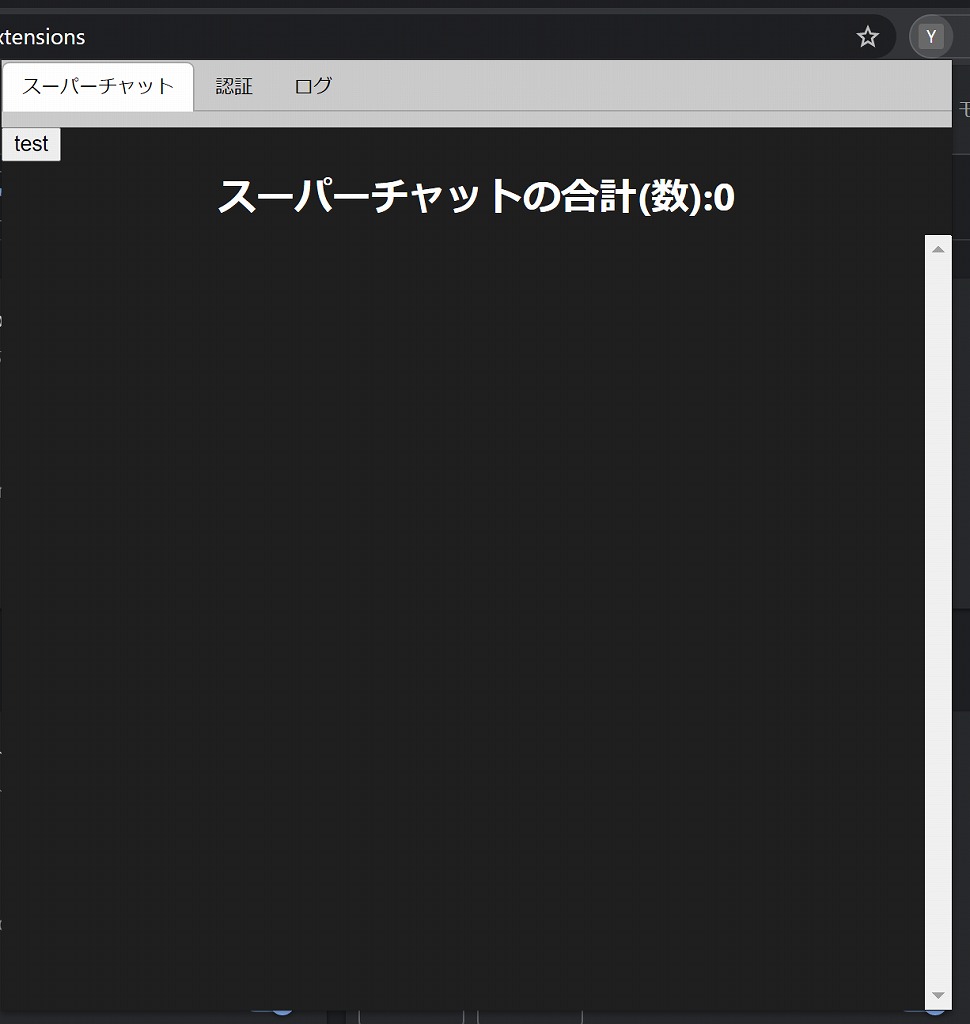 xtensions
Y
スーパーチャット 認証 ログ
test
スーパーチャットの合計(数):0